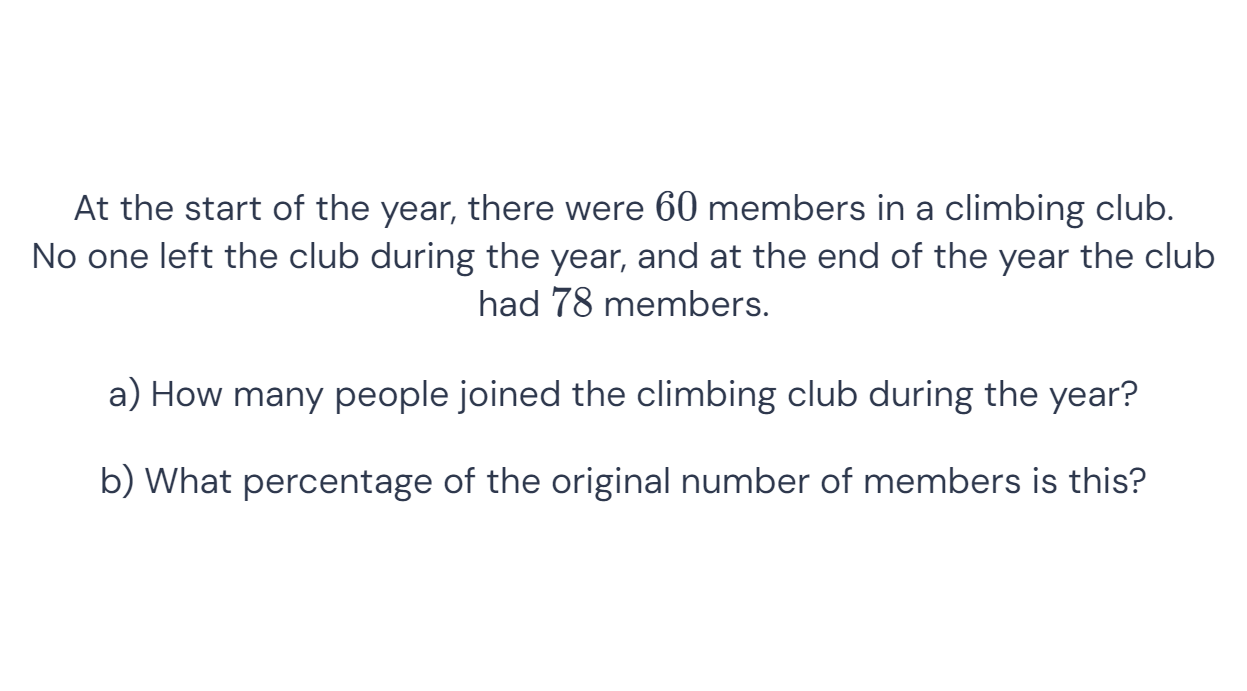 At the start of the year, there were 60 members in a climbing club.
No one left the club during the year, and at the end of the year the club
had 78 members.
a) How many people joined the climbing club during the year?
b) What percentage of the original number of members is this?